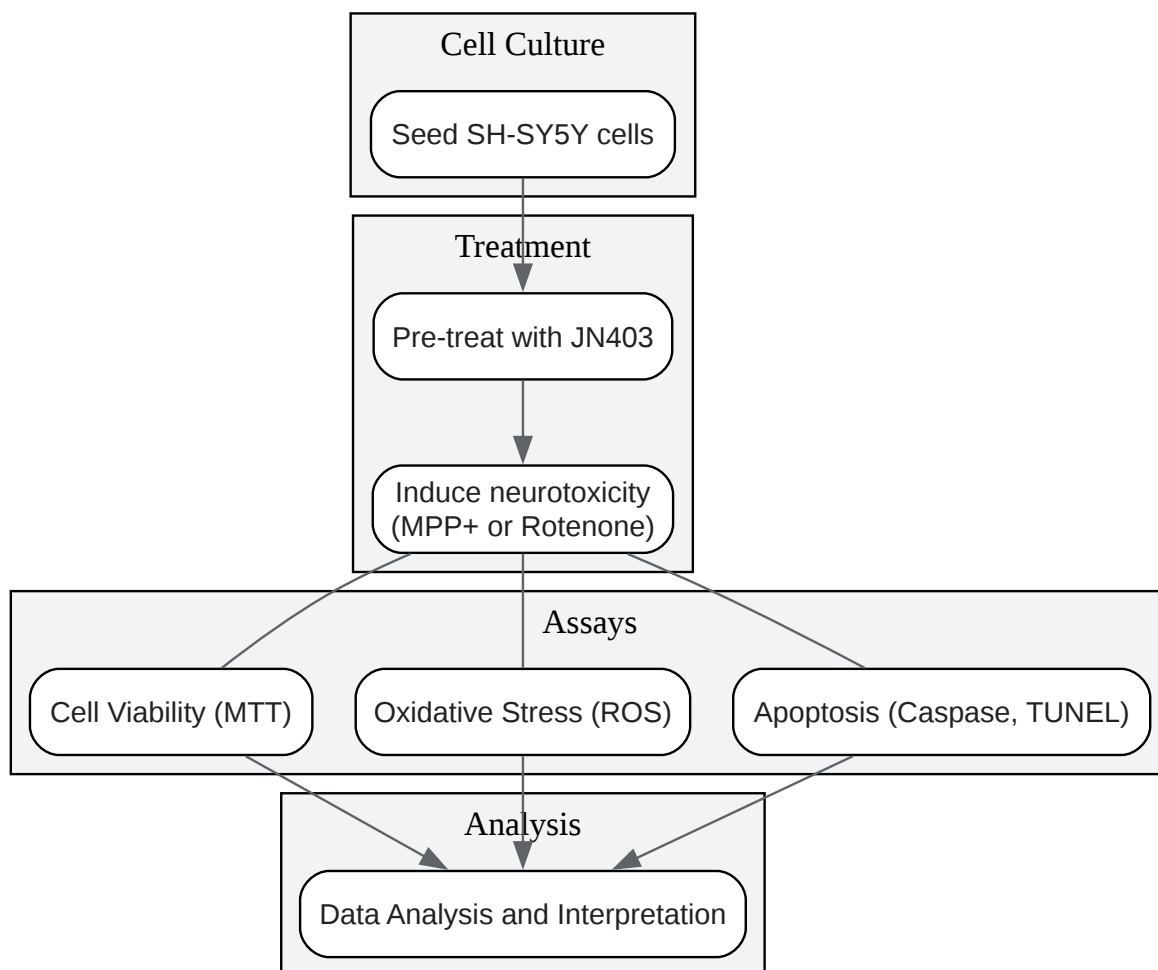 Cell Culture
Seed SH-SY5Y cells
Treatment
Pre-treat with JN403
Induce neurotoxicity
(MPP+ or Rotenone)
Assays
Cell Viability (MTT)
Oxidative Stress (ROS)
Apoptosis (Caspase, TUNEL)
Analysis
Data Analysis and Interpretation